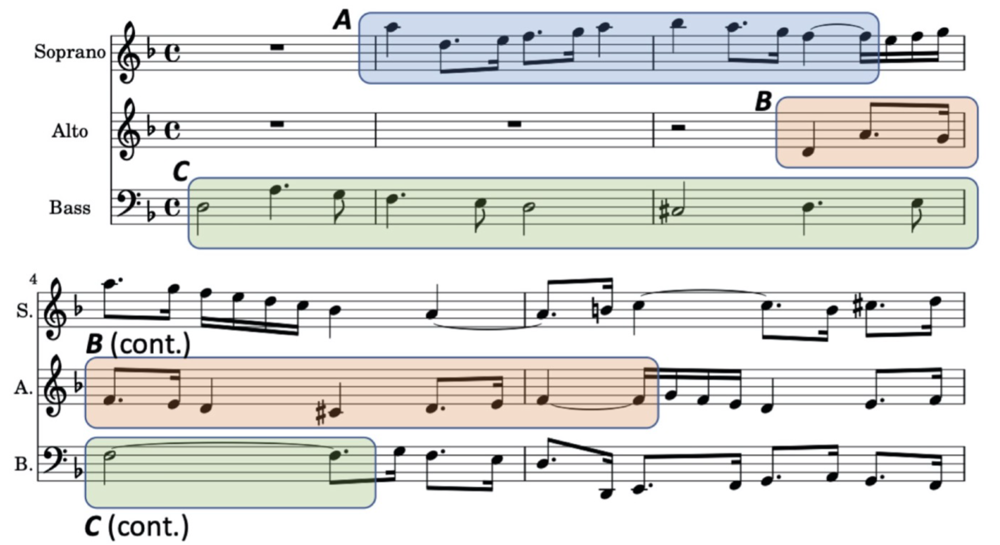 A
Soprano
B
Alto
C
Bass
4
S.
B (cont.)
A.
B.
C (cont.)